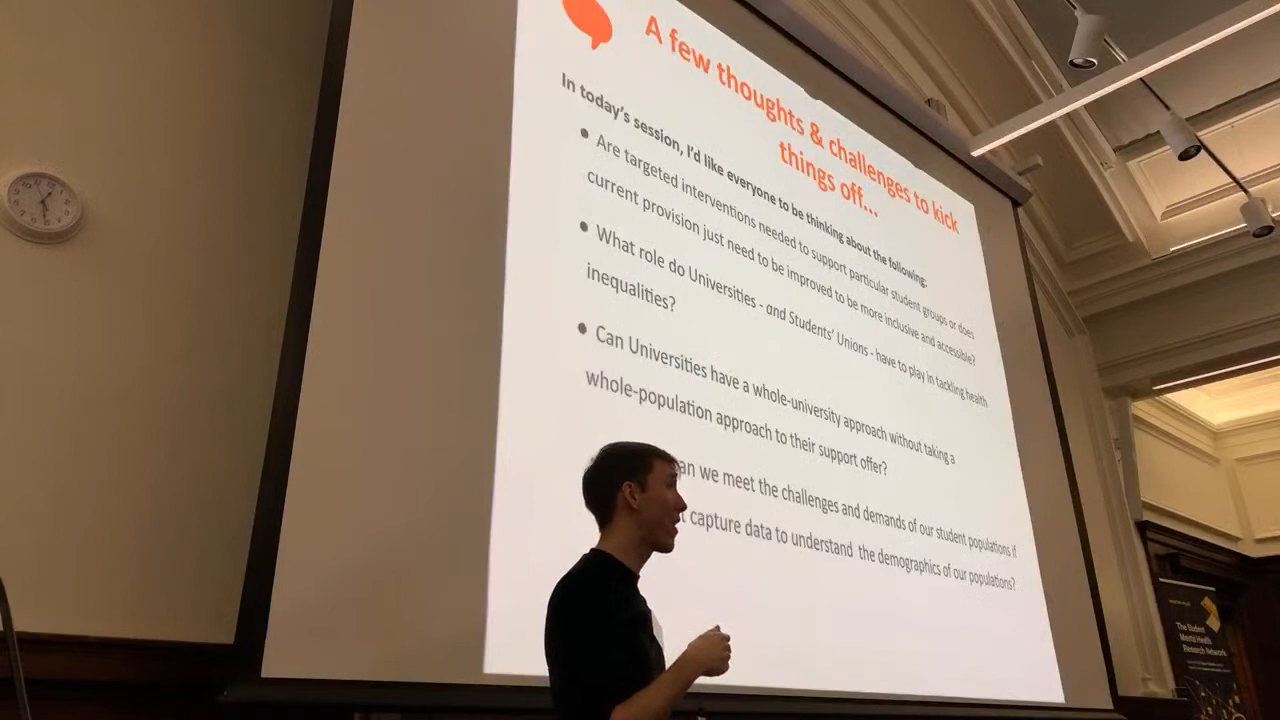 A few thoughts & challenges to kick
things off...
In today's session, I'd like everyone to be thinking about the following:
• Are targeted interventions needed to support particular student groups or does
current provision just need to be improved to be more inclusive and accessible?
• What role do Universities - and Students' Unions - have to play in tackling health
inequalities?
• Can Universities have a whole-university approach without taking a
whole-population approach to their support offer?
an we meet the challenges and demands of our student populations if
t capture data to understand the demographics of our populations?
The Student
Mental Health
Research Network